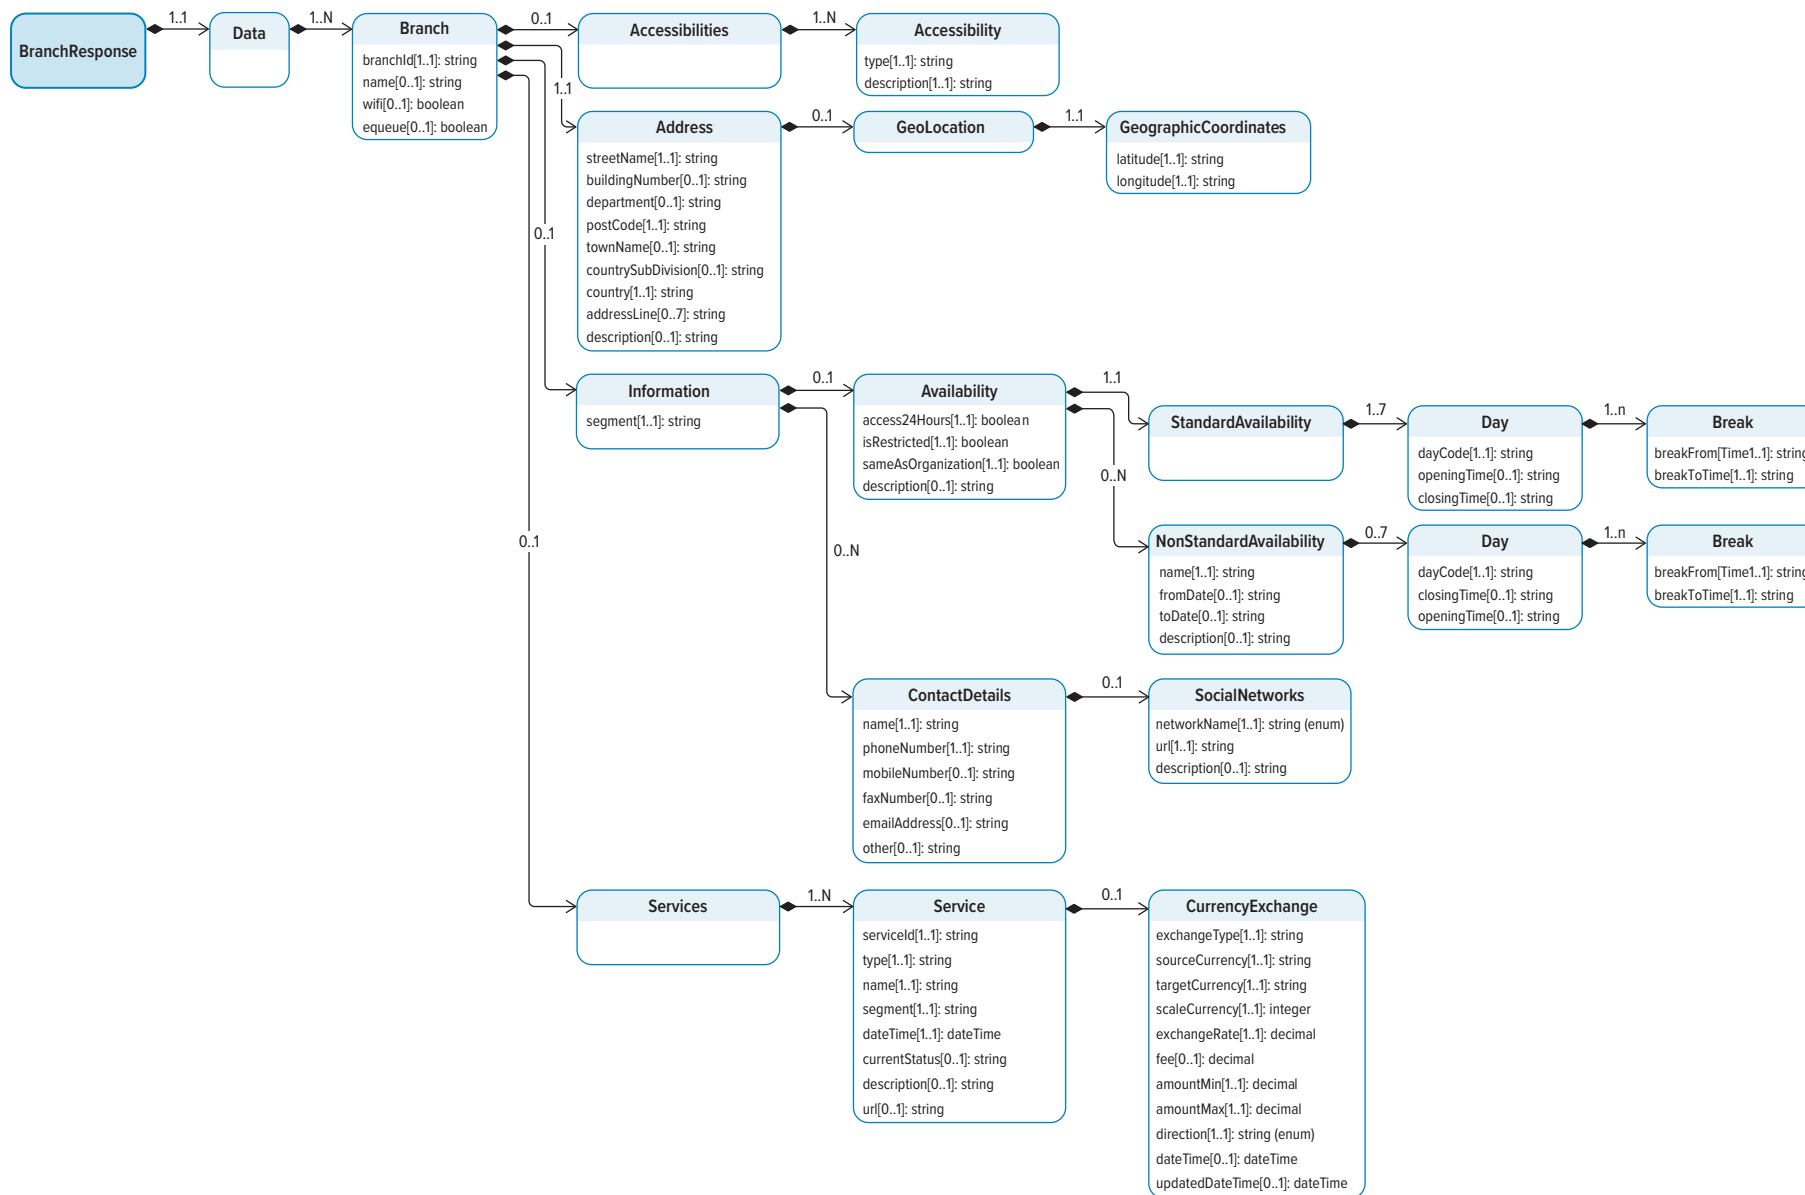 BranchResponse
1..1
Data
1..N
Branch
branchId[1..1]: string
name[0..1]: string
wifi[0..1]: boolean
equeue[0..1]: boolean
0..1
Accessibilities
1..N
Accessibility
type[1..1]: string
description[1..1]: string
1..1
Address
streetName[1..1]: string
buildingNumber[0..1]: string
department[0..1]: string
postCode[1..1]: string
townName[0..1]: string
countrySubDivision[0..1]: string
country[1..1]: string
addressLine[0..7]: string
description[0..1]: string
0..1
GeoLocation
1..1
GeographicCoordinates
latitude[1..1]: string
longitude[1..1]: string
0..1
Information
segment[1..1]: string
0..1
Availability
access24Hours[1..1]: boolean
isRestricted[1..1]: boolean
sameAsOrganization[1..1]: boolean
description[0..1]: string
1..1
StandardAvailability
1..7
Day
dayCode[1..1]: string
openingTime[0..1]: string
closingTime[0..1]: string
1..n
Break
breakFrom[Time1..1]: string
breakToTime[1..1]: string
0..N
NonStandardAvailability
name[1..1]: string
fromDate[0..1]: string
toDate[0..1]: string
description[0..1]: string
0..7
Day
dayCode[1..1]: string
closingTime[0..1]: string
openingTime[0..1]: string
1..n
Break
breakFrom[Time1..1]: string
breakToTime[1..1]: string
0..N
ContactDetails
name[1..1]: string
phoneNumber[1..1]: string
mobileNumber[0..1]: string
faxNumber[0..1]: string
emailAddress[0..1]: string
other[0..1]: string
0..1
SocialNetworks
networkName[1..1]: string (enum)
url[1..1]: string
description[0..1]: string
0..1
Services
1..N
Service
serviceId[1..1]: string
type[1..1]: string
name[1..1]: string
segment[1..1]: string
dateTime[1..1]: dateTime
currentStatus[0..1]: string
description[0..1]: string
url[0..1]: string
0..1
CurrencyExchange
exchangeType[1..1]: string
sourceCurrency[1..1]: string
targetCurrency[1..1]: string
scaleCurrency[1..1]: integer
exchangeRate[1..1]: decimal
fee[0..1]: decimal
amountMin[1..1]: decimal
amountMax[1..1]: decimal
direction[1..1]: string (enum)
dateTime[0..1]: dateTime
updatedDateTime[0..1]: dateTime